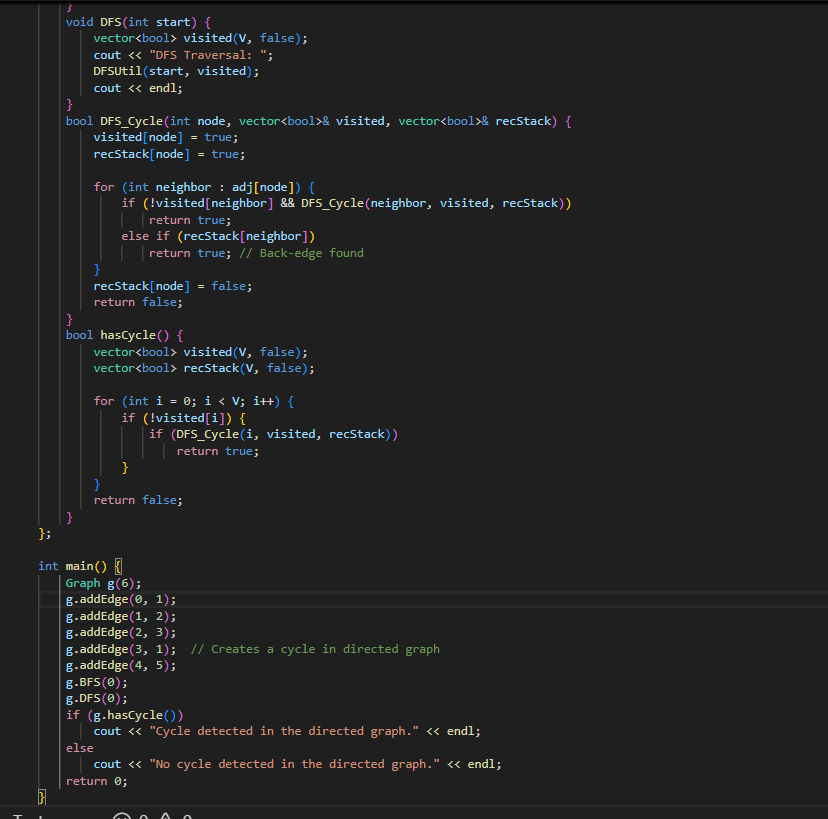 }
void DFS(int start) {
vector<bool> visited(V, false);
cout << "DFS Traversal: ";
DFSUtil(start, visited);
cout << endl;
}
bool DFS_Cycle(int node, vector<bool>& visited, vector<bool>& recStack) {
visited[node] = true;
recStack[node] = true;
for (int neighbor : adj[node]) {
if (!visited[neighbor] && DFS_Cycle(neighbor, visited, recStack))
return true;
else if (recStack[neighbor])
return true; // Back-edge found
}
recStack[node] = false;
return false;
}
bool hasCycle() {
vector<bool> visited(V, false);
vector<bool> recStack(V, false);
for (int i = 0; i < V; i++) {
if (!visited[i]) {
if (DFS_Cycle(i, visited, recStack))
return true;
}
}
return false;
}
};
int main() {
Graph g(6);
g.addEdge(0, 1);
g.addEdge(1, 2);
g.addEdge(2, 3);
g.addEdge(3, 1);  // Creates a cycle in directed graph
g.addEdge(4, 5);
g.BFS(0);
g.DFS(0);
if (g.hasCycle())
cout << "Cycle detected in the directed graph." << endl;
else
cout << "No cycle detected in the directed graph." << endl;
return 0;
}